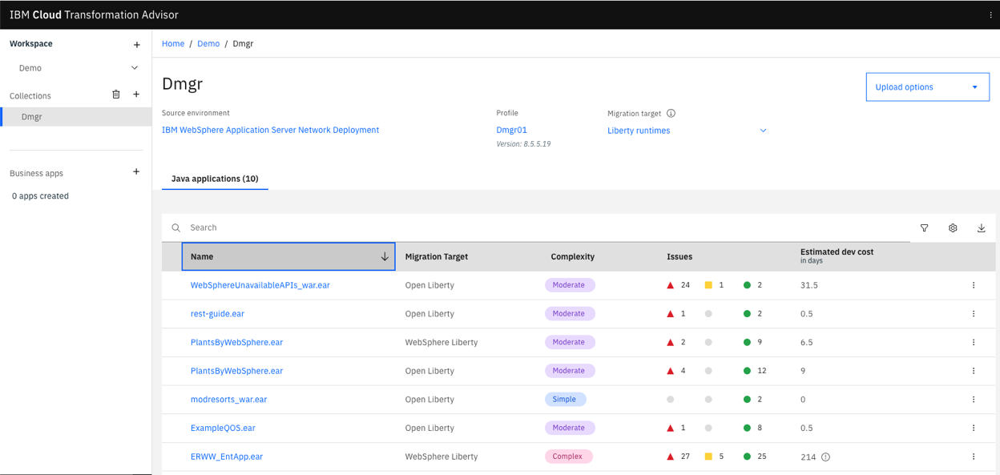 IBM Cloud Transformation Advisor
Workspace
Demo
Collections
Dmgr
Business apps
0 apps created
Home / Demo / Dmgr
Dmgr
Upload options
Source environment
IBM WebSphere Application Server Network Deployment
Profile
Dmgr01
Version: 8.5.5.19
Migration target
Liberty runtimes
Java applications (10)
Search
Name Migration Target Complexity Issues Estimated dev cost
in days
WebSphereUnavailableAPIs_war.ear Open Liberty Moderate 24 1 2 31.5
rest-guide.ear Open Liberty Moderate 1 2 0.5
PlantsByWebSphere.ear WebSphere Liberty Moderate 2 9 6.5
PlantsByWebSphere.ear Open Liberty Moderate 4 12 9
modresorts_war.ear Open Liberty Simple 2 0
ExampleQOS.ear Open Liberty Moderate 1 8 0.5
ERWW_EntApp.ear WebSphere Liberty Complex 27 5 25 214